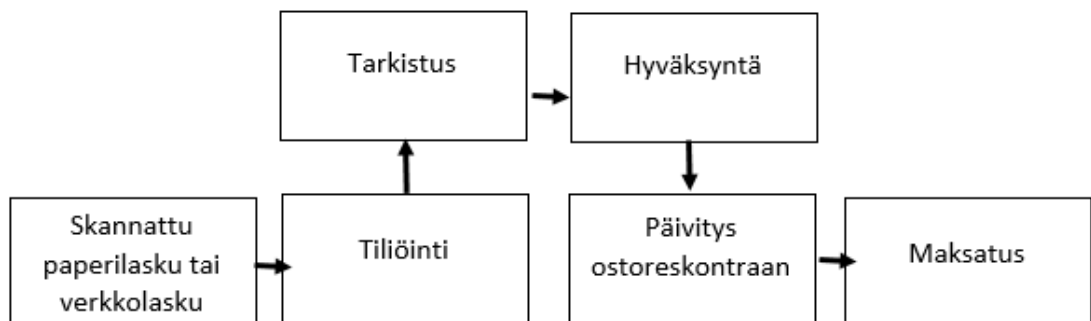 Tarkistus
Hyväksyntä
Skannattu
paperilasku tai
verkkolasku
Tiliöinti
Päivitys
ostoreskontraan
Maksatus